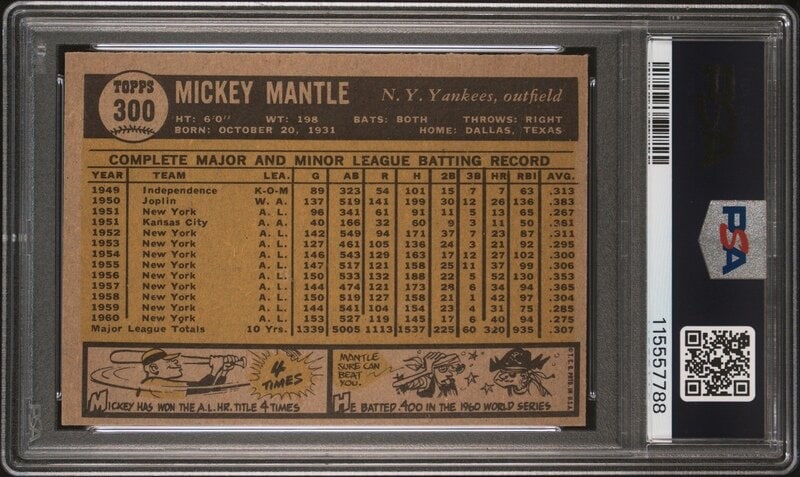 TOPPS
300
MICKEY MANTLE N. Y. Yankees, outfield
HT: 6'0" WT: 198 BATS: BOTH THROWS: RIGHT
BORN: OCTOBER 20, 1931 HOME: DALLAS, TEXAS
COMPLETE MAJOR AND MINOR LEAGUE BATTING RECORD
YEAR TEAM LEA. G AB R H 2B 3B HR RBI AVG.
1949 Independence K-O-M 89 323 54 101 15 7 7 63 .313
1950 Joplin W. A. 137 519 141 199 30 12 26 136 .383
1951 New York A. L. 96 341 61 91 11 5 13 65 .267
1951 Kansas City A. A. 40 166 32 60 9 3 11 50 .361
1952 New York A. L. 142 549 94 171 37 7 23 87 .311
1953 New York A. L. 127 461 105 136 24 3 21 92 .295
1954 New York A. L. 146 543 129 163 17 12 27 102 .300
1955 New York A. L. 147 517 121 158 25 11 37 99 .306
1956 New York A. L. 150 533 132 188 22 5 52 130 .353
1957 New York A. L. 144 474 121 173 28 6 34 94 .365
1958 New York A. L. 150 519 127 158 21 1 42 97 .304
1959 New York A. L. 144 541 104 154 23 4 31 75 .285
1960 New York A. L. 153 527 119 145 17 6 40 94 .275
Major League Totals 10 Yrs. 1339 5005 1113 1537 225 60 320 935 .307
4 TIMES
MICKEY HAS WON THE A.L. HR. TITLE 4 TIMES
MANTLE
SURE CAN
BEAT
YOU.
HE BATTED .400 IN THE 1960 WORLD SERIES
PSA
115557788
PSA